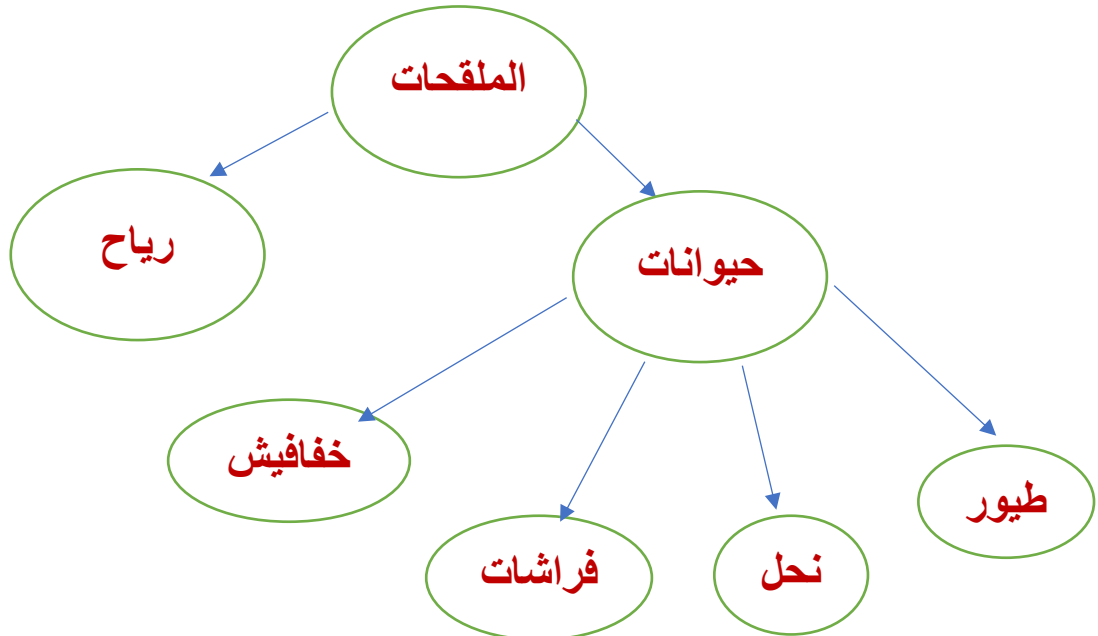 الملقحات
رياح
حيوانات
خفافيش
فراشات
نحل
طيور